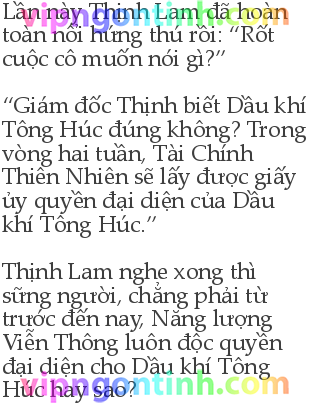 Lần này Thịnh Lam đã hoàn
toàn nổi hứng thú rồi: “Rốt
cuộc cô muốn nói gì?”
“Giám đốc Thịnh biết Dầu khí
Tông Húc đúng không? Trong
vòng hai tuần, Tài Chính
Thiên Nhiên sẽ lấy được giấy
ủy quyền đại diện của Dầu
khí Tông Húc.”
Thịnh Lam nghe xong thì
sững người, chẳng phải từ
trước đến nay, Năng lượng
Viễn Thông luôn độc quyền
đại diện cho Dầu khí Tông
Húc hay sao?
vipngontinh.com
vipngontinh.com